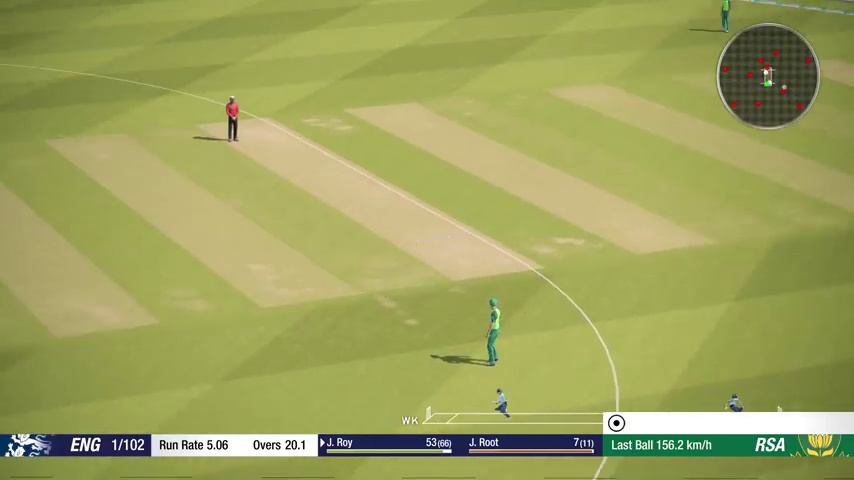 WK
ENG 1/102 Run Rate 5.06 Overs 20.1 J. Roy 53(66) J. Root 7(11) Last Ball 156.2 km/h RSA